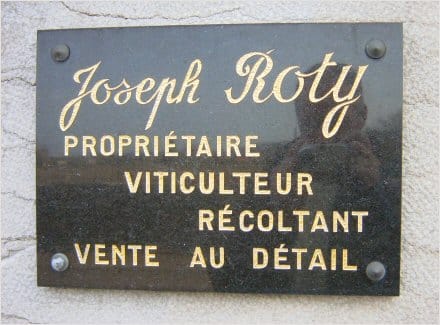 Joseph Roty
PROPRIÉTAIRE
VITICULTEUR
RÉCOLTANT
VENTE AU DÉTAIL